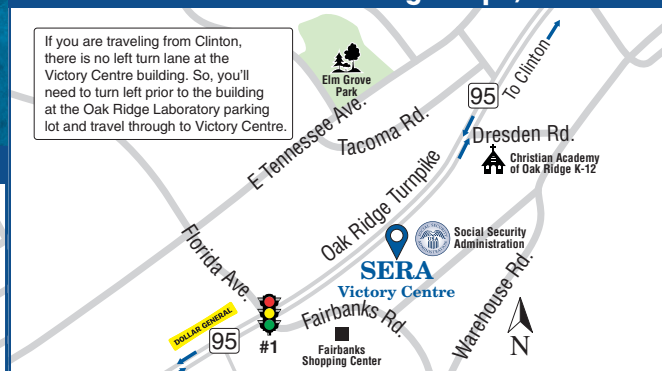 If you are traveling from Clinton,
there is no left turn lane at the
Victory Centre building. So, you'll
need to turn left prior to the building
at the Oak Ridge Laboratory parking
lot and travel through to Victory Centre.
Elm Grove
Park
E Tennessee Ave.
Tacoma Rd.
95
To Clinton
Dresden Rd.
Christian Academy
of Oak Ridge K-12
Oak Ridge Turnpike
Social Security
Administration
USA
SERA
Victory Centre
Florida Ave.
Fairbanks Rd.
Warehouse Rd.
DOLLAR GENERAL
95
#1
Fairbanks
Shopping Center
N